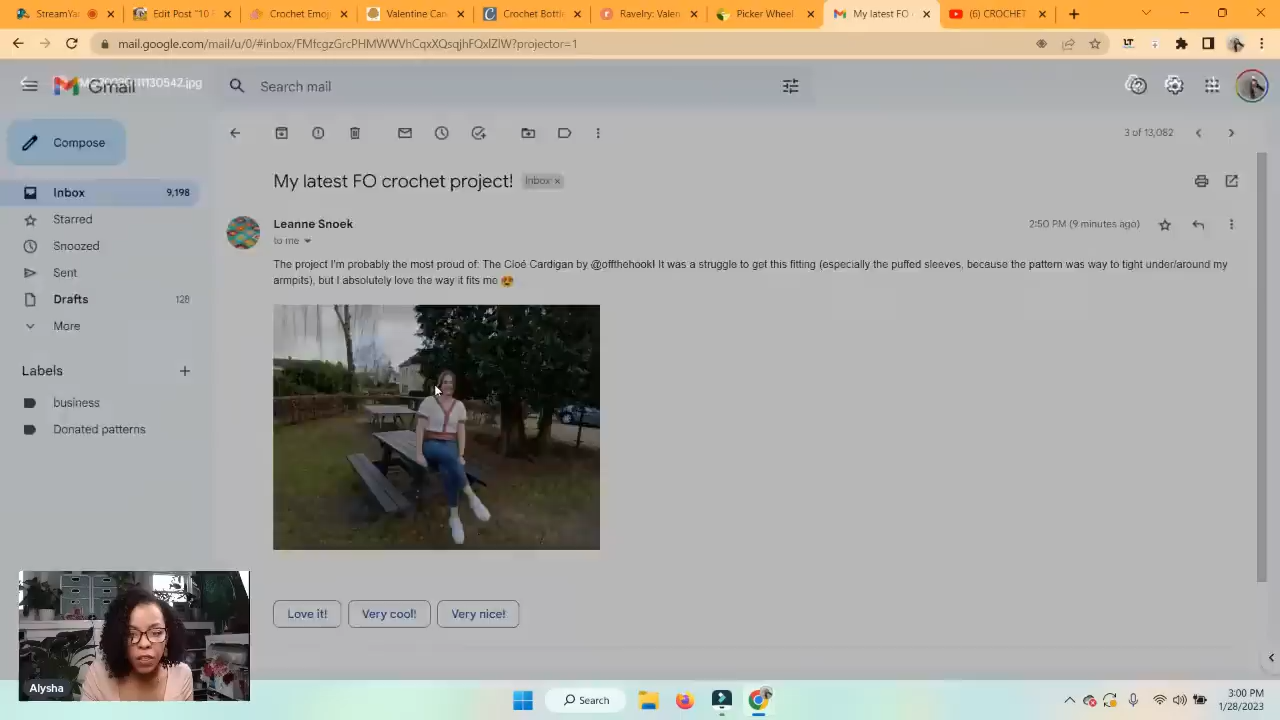 StreamYa
Edit Post "10
Crochet Emoj
Valentine Can
Crochet Bottl
Ravelry: Valen
Picker Wheel
My latest FO
(6) CROCHET
mail.google.com/mail/u/0/#inbox/FMfcgzGrcPHMWWVhCqxXQsqjhFQxlZlW?projector=1
Gmail
Search mail
Compose
3 of 13,082
My latest FO crochet project!
Inbox ×
Inbox
9,198
Starred
Leanne Snoek
2:50 PM (9 minutes ago)
to me
Snoozed
Sent
The project I'm probably the most proud of: The Cloé Cardigan by @offthehook! It was a struggle to get this fitting (especially the puffed sleeves, because the pattern was way to tight under/around my
armpits), but I absolutely love the way it fits me 😍
Drafts
128
More
Labels
business
Donated patterns
Love it!
Very cool!
Very nice!
Alysha
Search
3:00 PM
1/28/2023